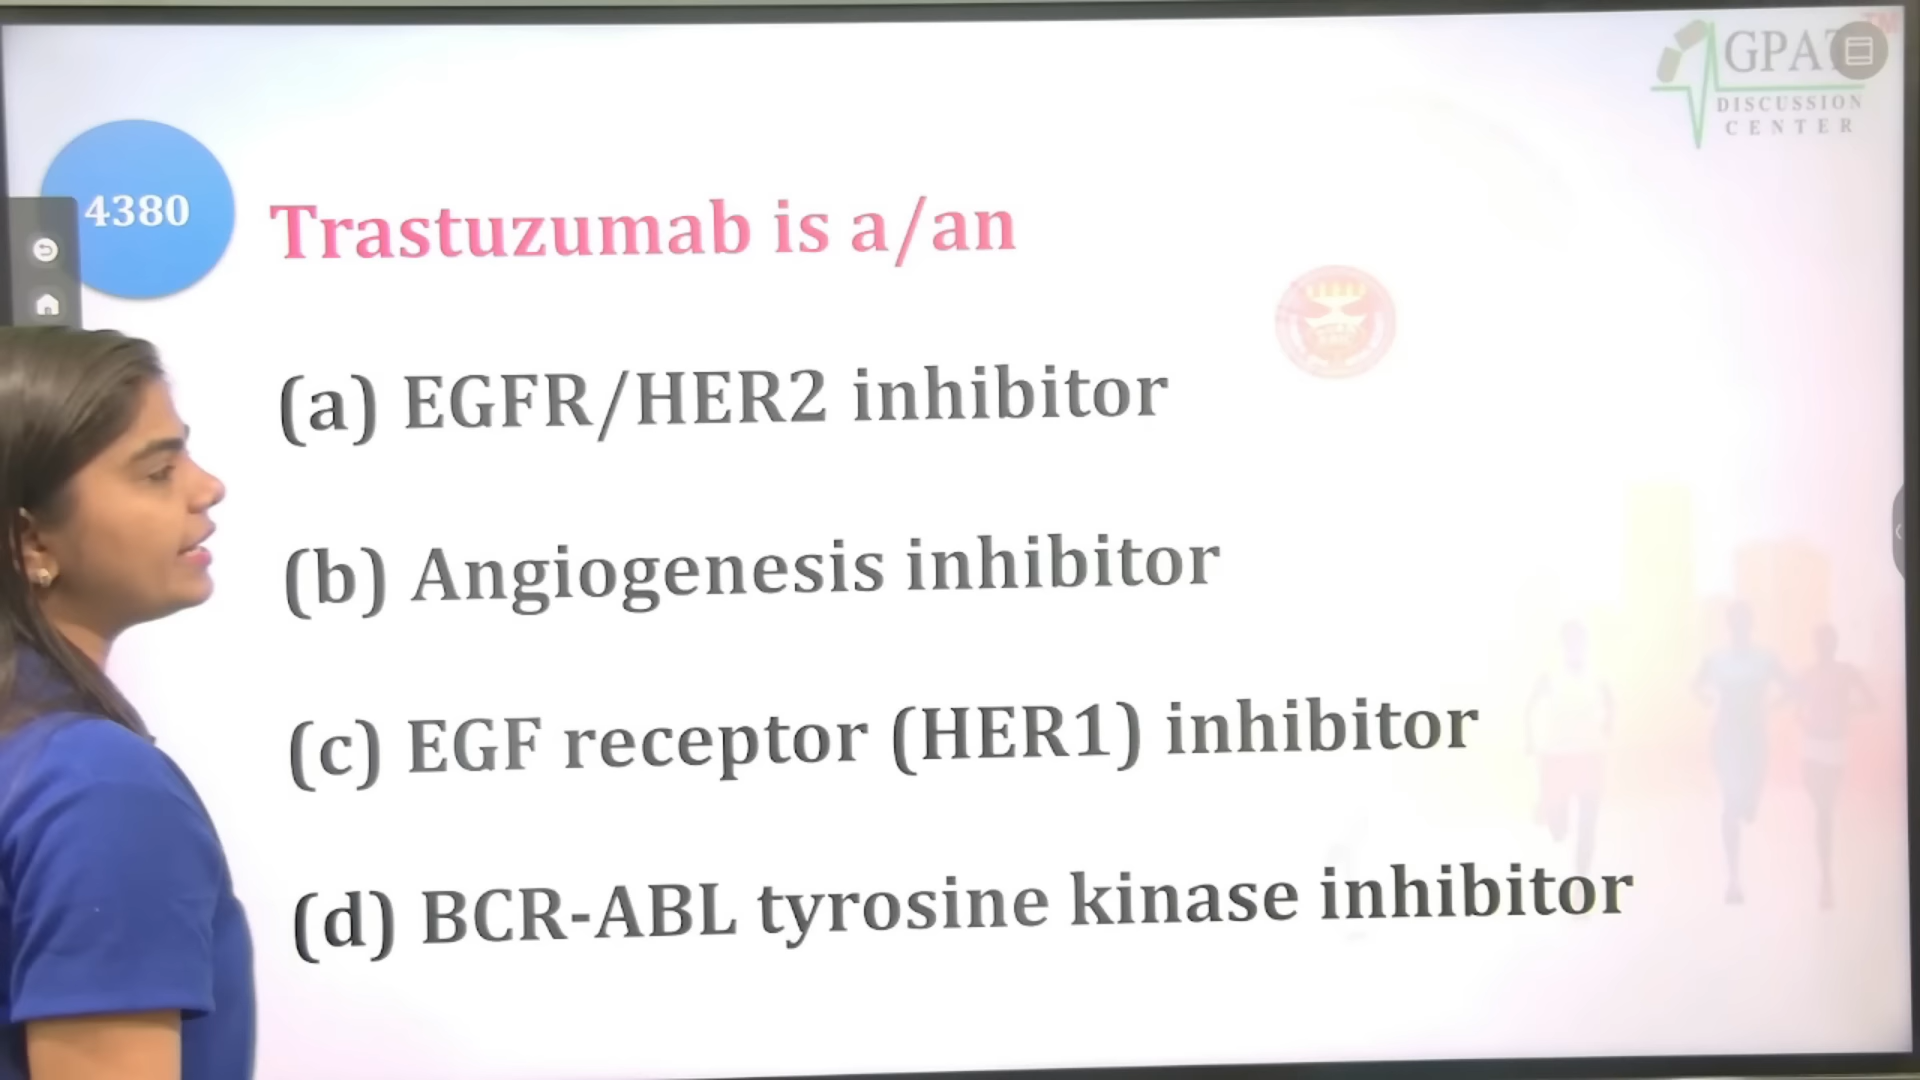 GPAT
TM
DISCUSSION
CENTER
4380
Trastuzumab is a/an
(a) EGFR/HER2 inhibitor
(b) Angiogenesis inhibitor
(c) EGF receptor (HER1) inhibitor
(d) BCR-ABL tyrosine kinase inhibitor